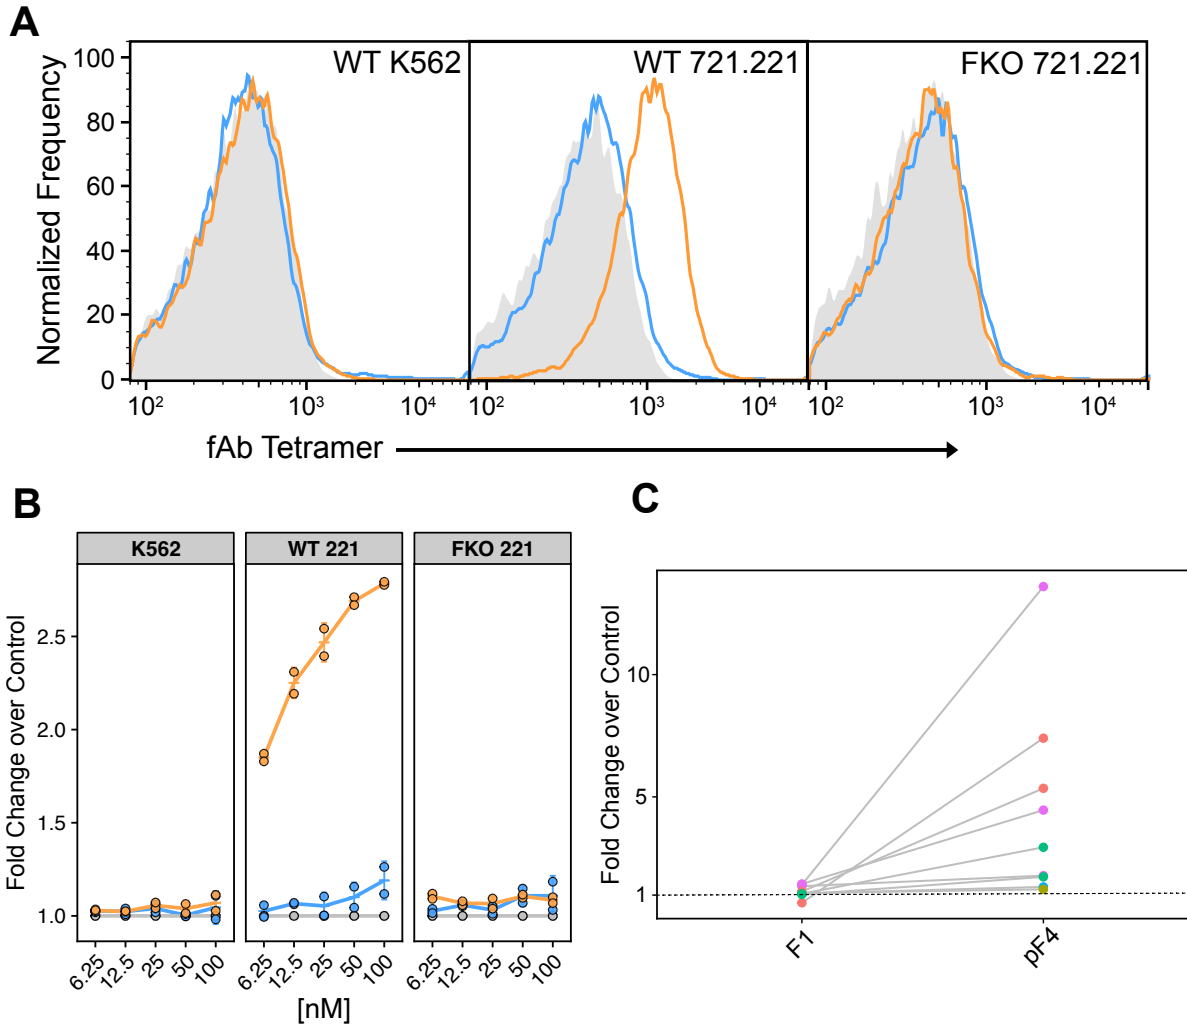 A
WT K562
WT 721.221
FKO 721.221
Normalized Frequency
100
80
60
40
20
0
10²
10³
10⁴
10²
10³
10⁴
10²
10³
10⁴
fAb Tetramer
B
K562
WT 221
FKO 221
Fold Change over Control
2.5
2.0
1.5
1.0
6.25
12.5
25
50
100
6.25
12.5
25
50
100
6.25
12.5
25
50
100
[nM]
C
Fold Change over Control
10
5
1
F1
pF4